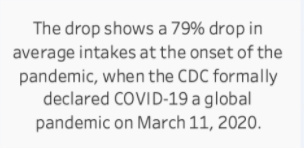 The drop shows a 79% drop in
average intakes at the onset of the
pandemic, when the CDC formally
declared COVID-19 a global
pandemic on March 11, 2020.